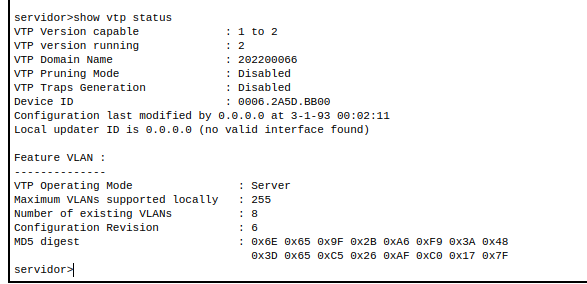 servidor>show vtp status
VTP Version capable : 1 to 2
VTP version running : 2
VTP Domain Name : 202200066
VTP Pruning Mode : Disabled
VTP Traps Generation : Disabled
Device ID : 0006.2A5D.BB00
Configuration last modified by 0.0.0.0 at 3-1-93 00:02:11
Local updater ID is 0.0.0.0 (no valid interface found)
Feature VLAN :
--------------
VTP Operating Mode : Server
Maximum VLANs supported locally : 255
Number of existing VLANs : 8
Configuration Revision : 6
MD5 digest : 0x6E 0x65 0x9F 0x2B 0xA6 0xF9 0x3A 0x48
0x3D 0x65 0xC5 0x26 0xAF 0xC0 0x17 0x7F
servidor>